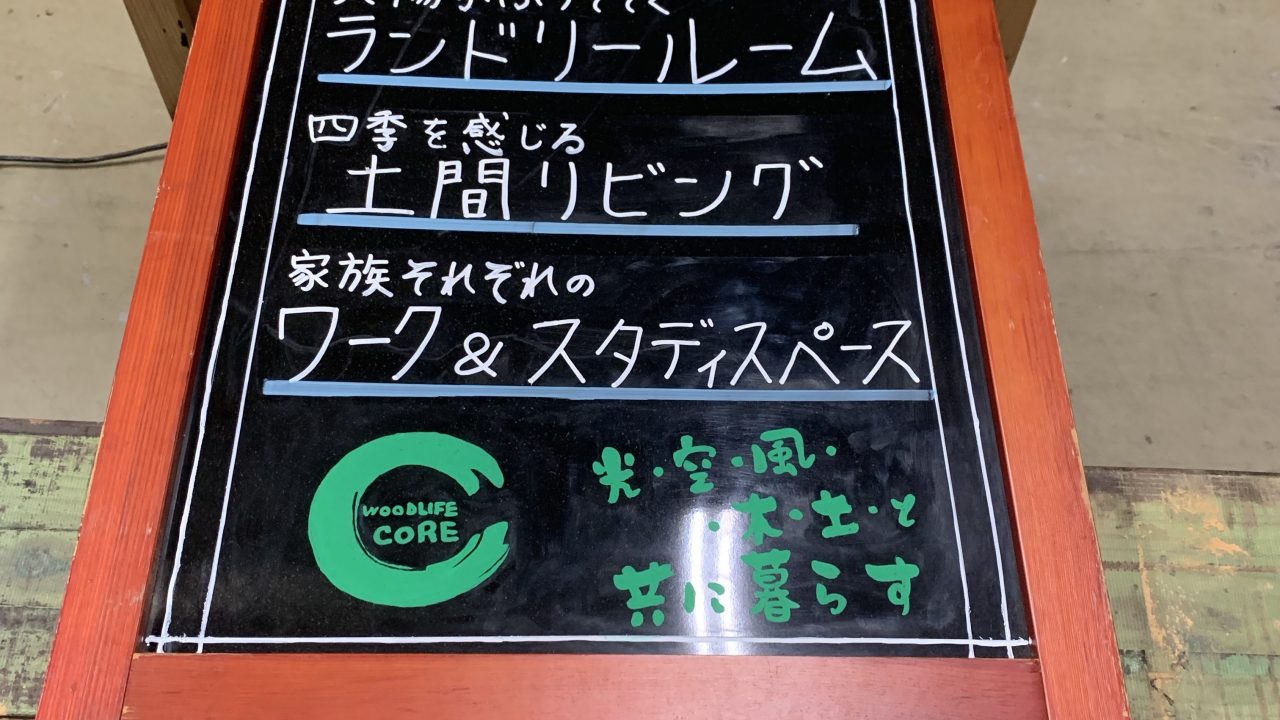 ランドリールーム
四季を感じる
土間リビング
家族それぞれの
ワーク&スタディスペース
WOODLIFE
CORE
光・空・風・
・木・土・と
共に暮らす